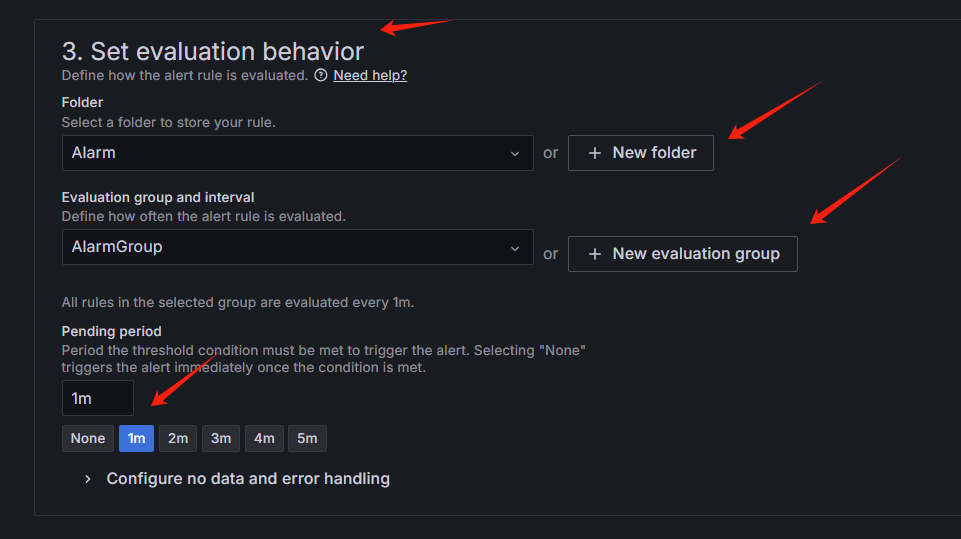 3. Set evaluation behavior
Define how the alert rule is evaluated. Need help?
Folder
Select a folder to store your rule.
Alarm or + New folder
Evaluation group and interval
Define how often the alert rule is evaluated.
AlarmGroup or + New evaluation group
All rules in the selected group are evaluated every 1m.
Pending period
Period the threshold condition must be met to trigger the alert. Selecting "None"
triggers the alert immediately once the condition is met.
1m
None 1m 2m 3m 4m 5m
Configure no data and error handling